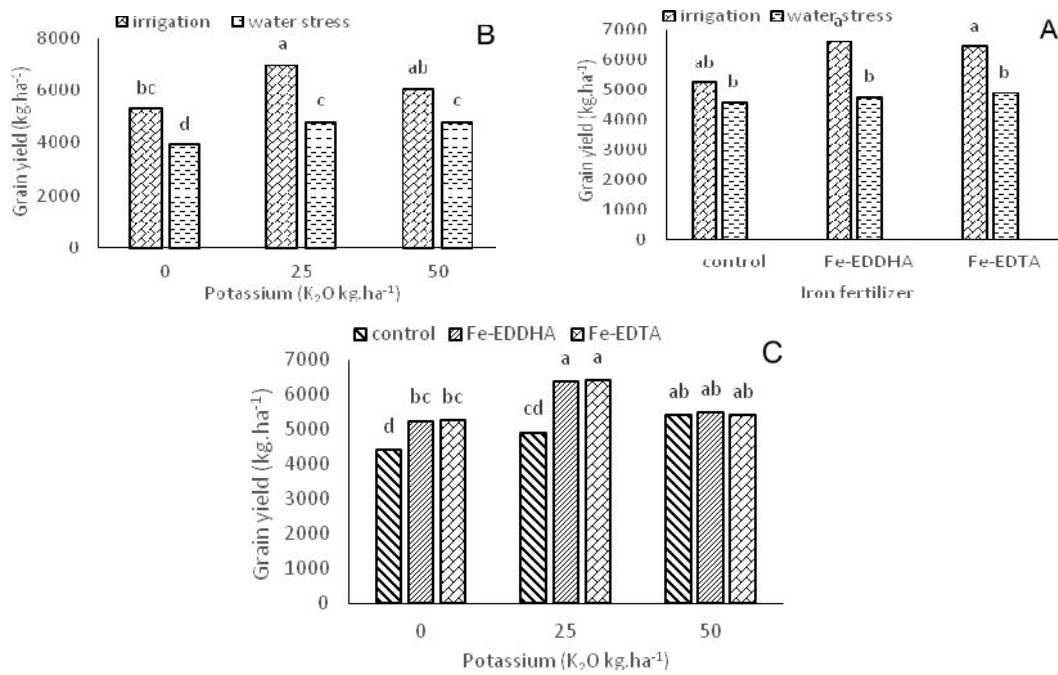 irrigation water stress
B
8000
6000
4000
2000
0
Grain yield (kg.ha⁻¹)
bc
d
a
c
ab
c
0 25 50
Potassium (K₂O kg.ha⁻¹)
irrigation water stress
A
7000
6000
5000
4000
3000
2000
1000
0
Grain yield (kg.ha⁻¹)
ab
b
a
b
a
b
control Fe-EDDHA Fe-EDTA
Iron fertilizer
control Fe-EDDHA Fe-EDTA
C
7000
6000
5000
4000
3000
2000
1000
0
Grain yield (kg.ha⁻¹)
d bc bc
cd a a
ab ab ab
0 25 50
Potassium (K₂O kg.ha⁻¹)